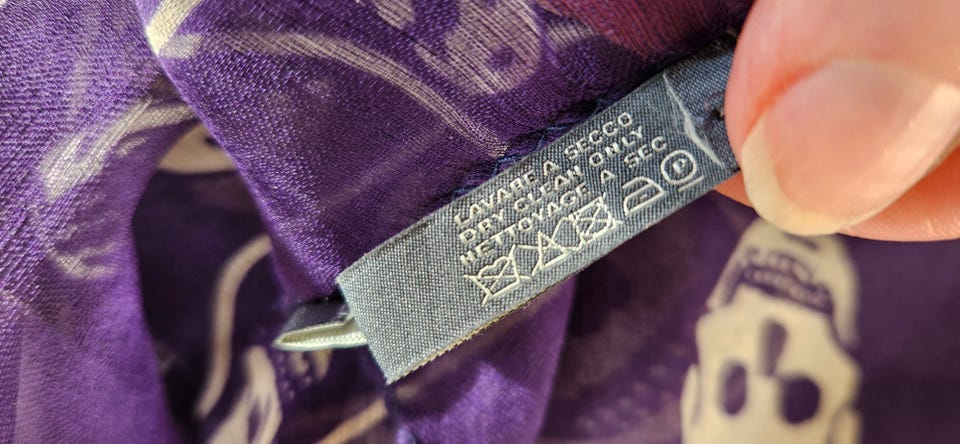 LAVARE A SECCO
DRY CLEAN ONLY
NETTOYAGE A SEC
P